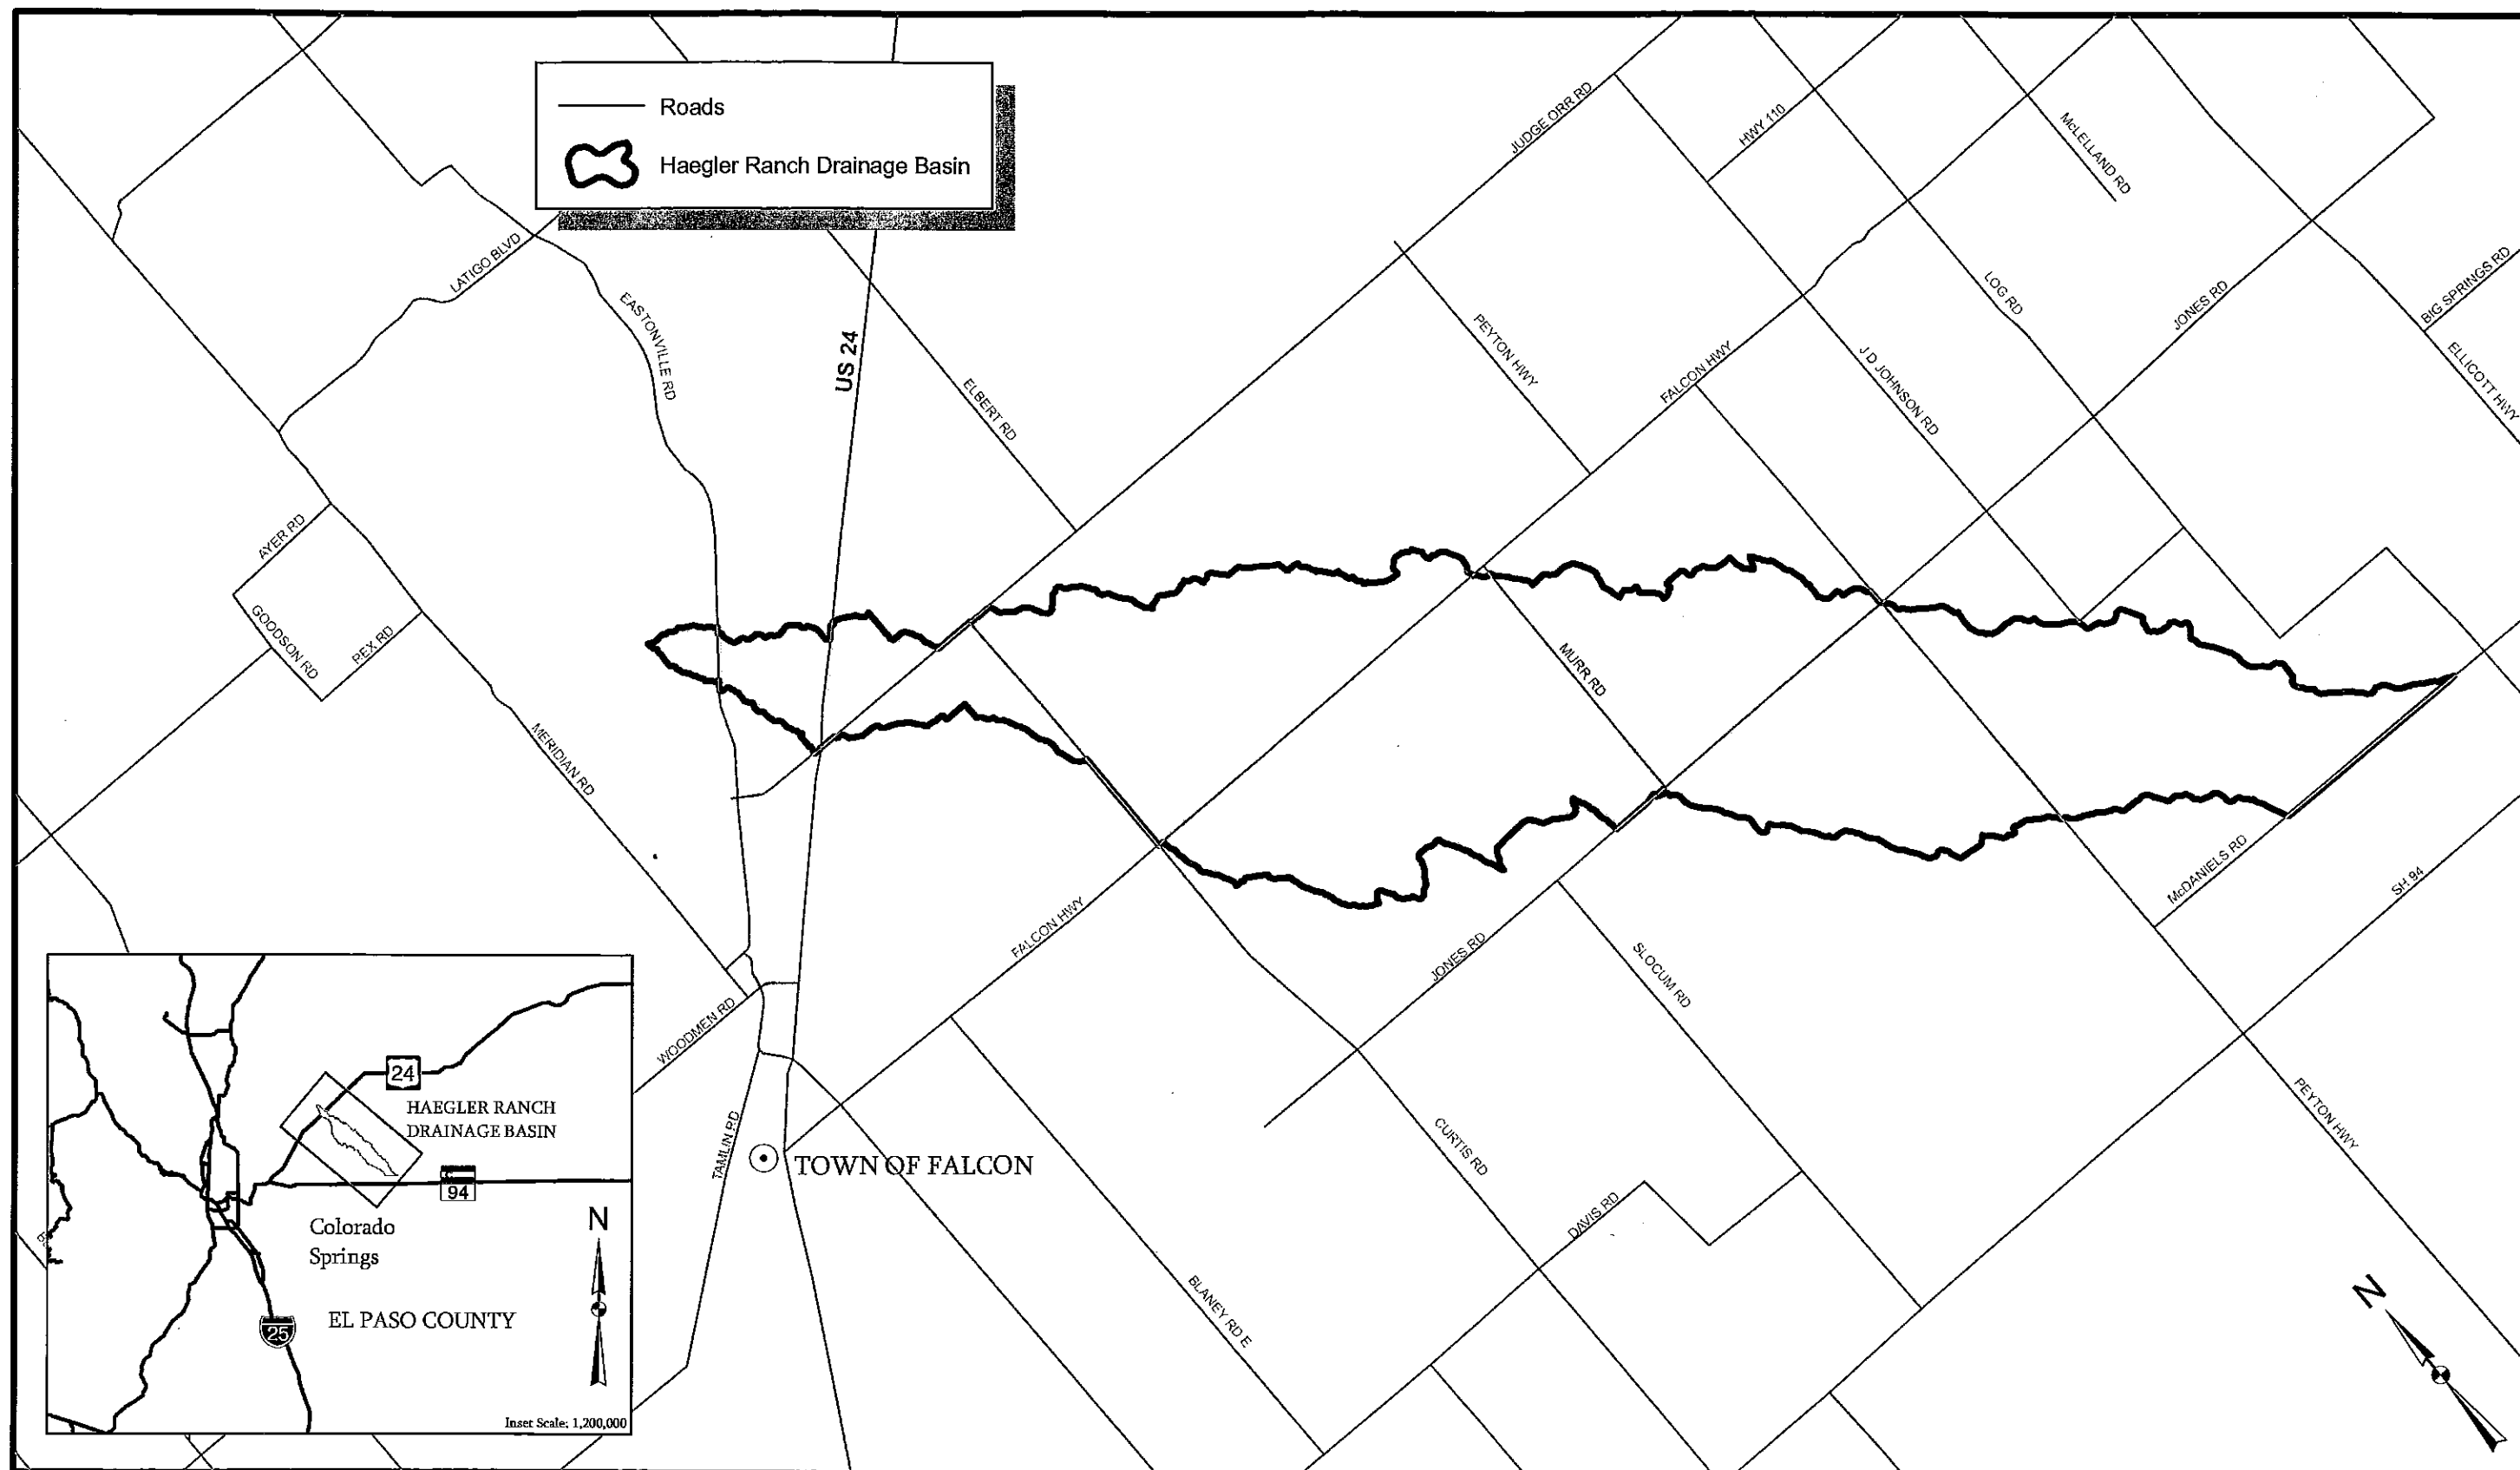 Roads
Haegler Ranch Drainage Basin
JUDGE ORR RD
HWY 110
McLELLAND RD
LATIGO BLVD
EASTONVILLE RD
US 24
ELBERT RD
PEYTON HWY
FALCON HWY
J D JOHNSON RD
LOG RD
JONES RD
BIG SPRINGS RD
ELLICOTT HWY
AYER RD
GOODSON RD
REX RD
MERIDIAN RD
MURR RD
McDANIELS RD
SH 94
FALCON HWY
JONES RD
SLOCUM RD
WOODMEN RD
TAMLIN RD
TOWN OF FALCON
CURTIS RD
PEYTON HWY
DAVIS RD
BLANEY RD E
N
24
HAEGLER RANCH
DRAINAGE BASIN
94
Colorado
Springs
N
EL PASO COUNTY
25
Inset Scale: 1,200,000